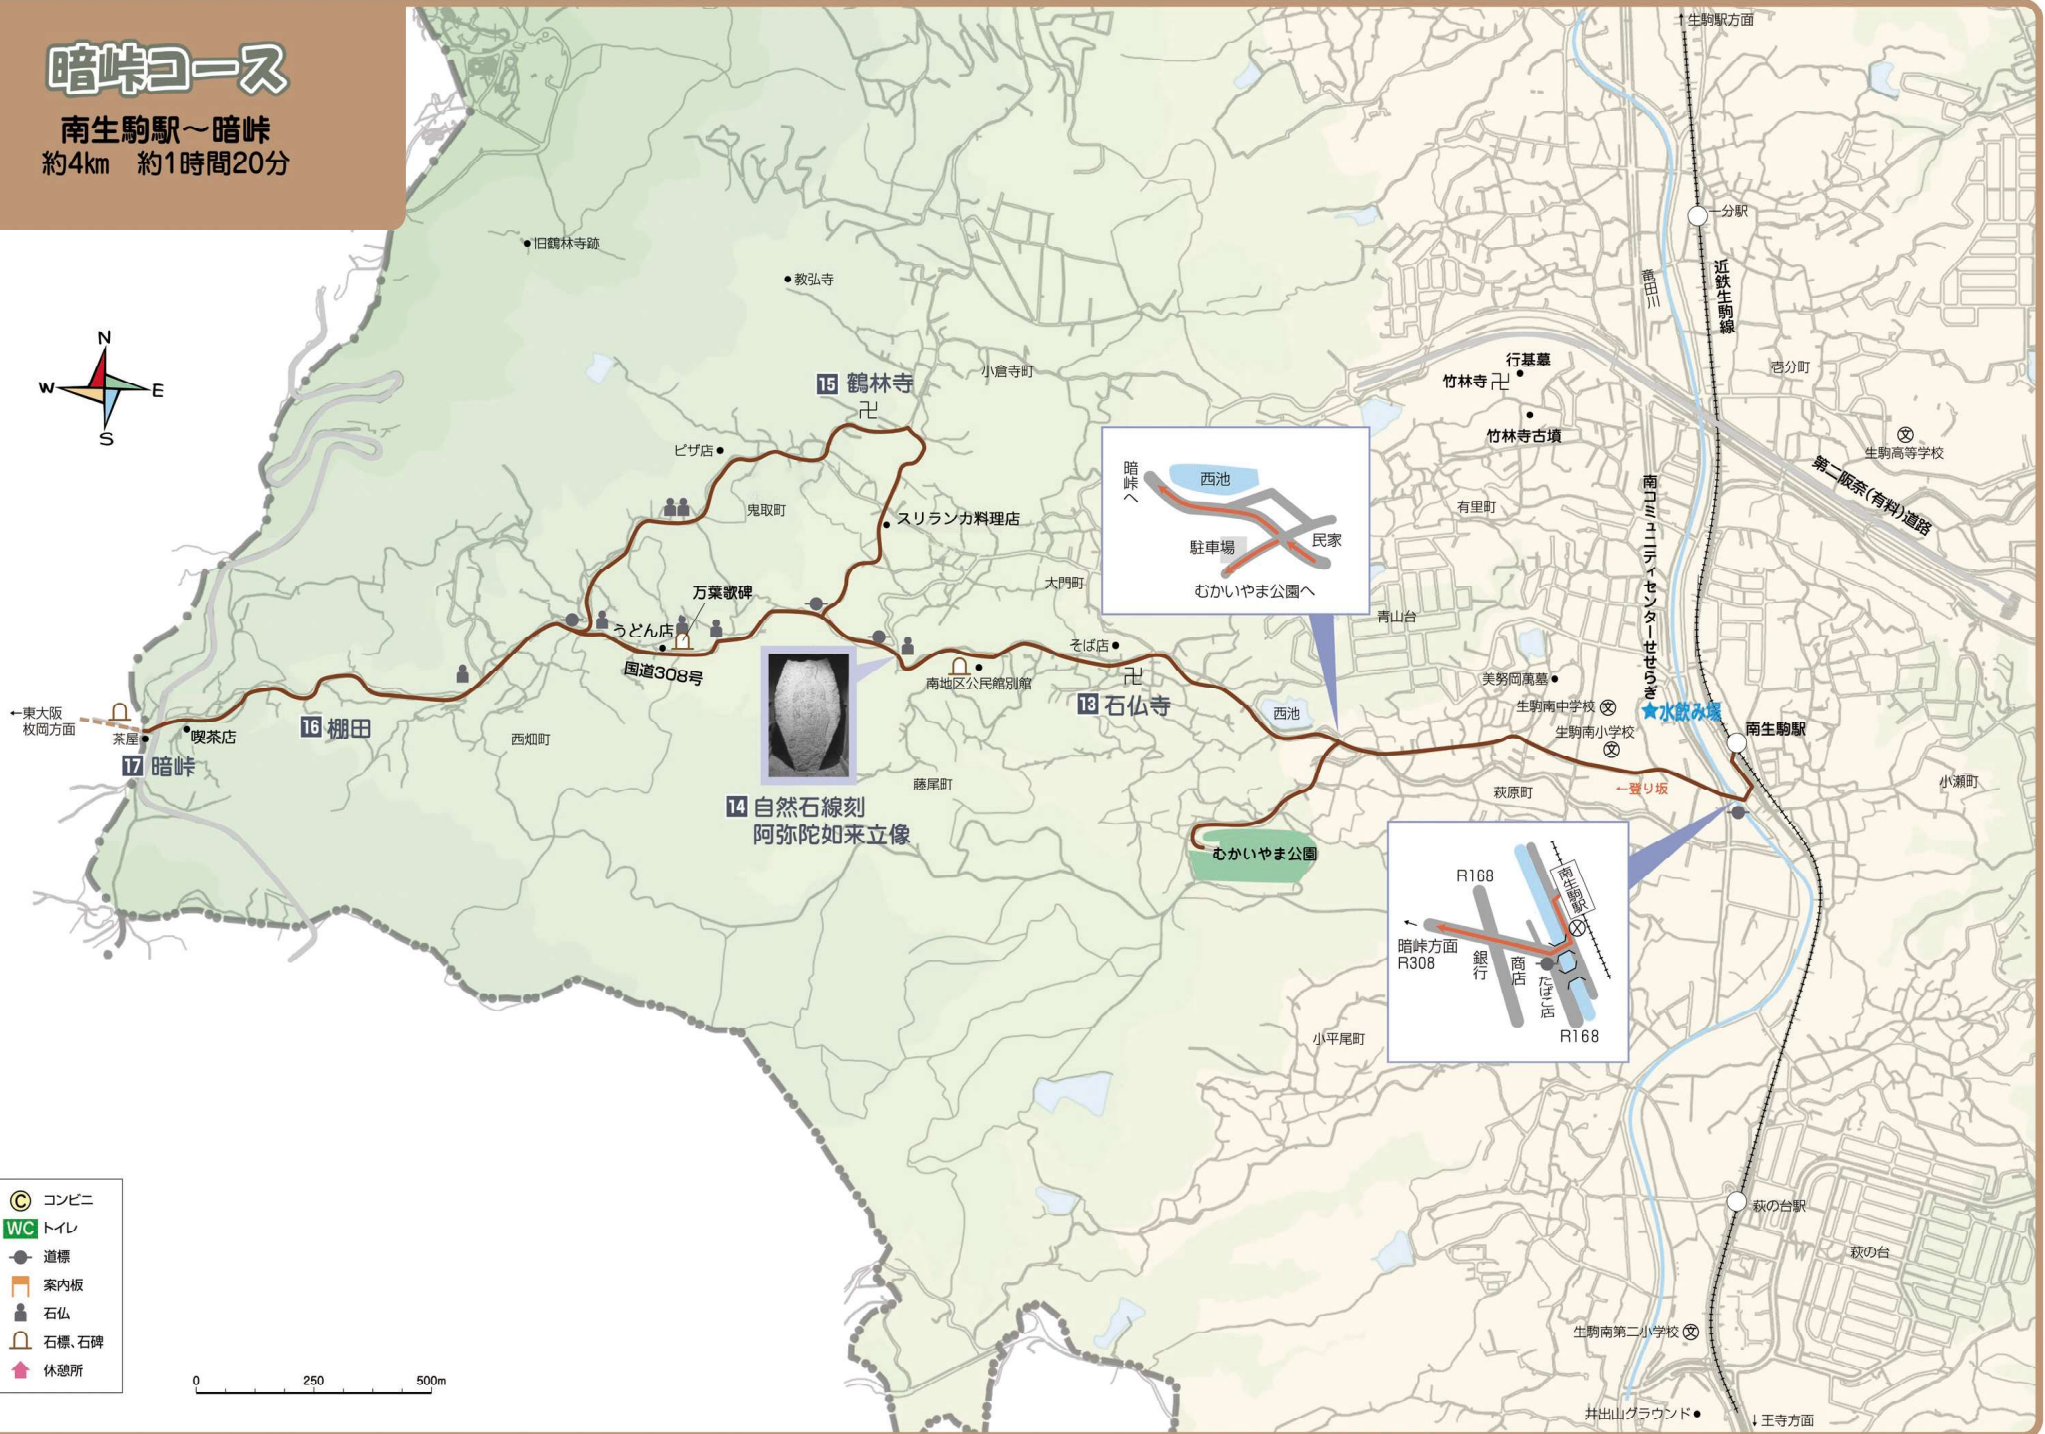 暗峠コース
南生駒駅～暗峠
約4km 約1時間20分
↑生駒駅方面
一分駅
竜田川
近鉄生駒線
壱分町
旧鶴林寺跡
教弘寺
小倉寺町
15 鶴林寺
行基墓
竹林寺
竹林寺古墳
生駒高等学校
第二阪奈(有料)道路
N
W
E
S
ピザ店
鬼取町
スリランカ料理店
有里町
南コミュニティセンターせせらぎ
暗峠へ
西池
駐車場
民家
むかいやま公園へ
大門町
青山台
万葉歌碑
うどん店
国道308号
そば店
南地区公民館別館
13 石仏寺
西池
美努岡萬墓
生駒南中学校
★水飲み場
生駒南小学校
南生駒駅
←登り坂
小瀬町
萩原町
←東大阪
枚岡方面
茶屋
喫茶店
17 暗峠
16 棚田
西畑町
藤尾町
14 自然石線刻
阿弥陀如来立像
むかいやま公園
R168
南生駒駅
暗峠方面
R308
銀行
商店
たばこ店
R168
小平尾町
萩の台駅
萩の台
生駒南第二小学校
井出山グラウンド
↓王寺方面
C コンビニ
WC トイレ
道標
案内板
石仏
石標、石碑
休憩所
0 250 500m
文
文
文
文